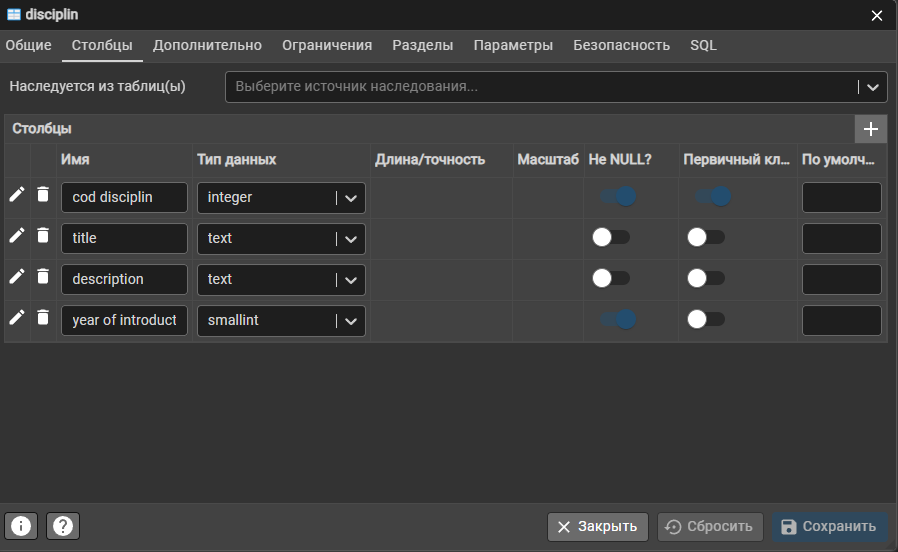 disciplin
Общие Столбцы Дополнительно Ограничения Разделы Параметры Безопасность SQL
Наследуется из таблиц(ы) Выберите источник наследования...
Столбцы
Имя Тип данных Длина/точность Масштаб Не NULL? Первичный кл... По умолч...
cod disciplin integer
title text
description text
year of introduct smallint
Закрыть Сбросить Сохранить